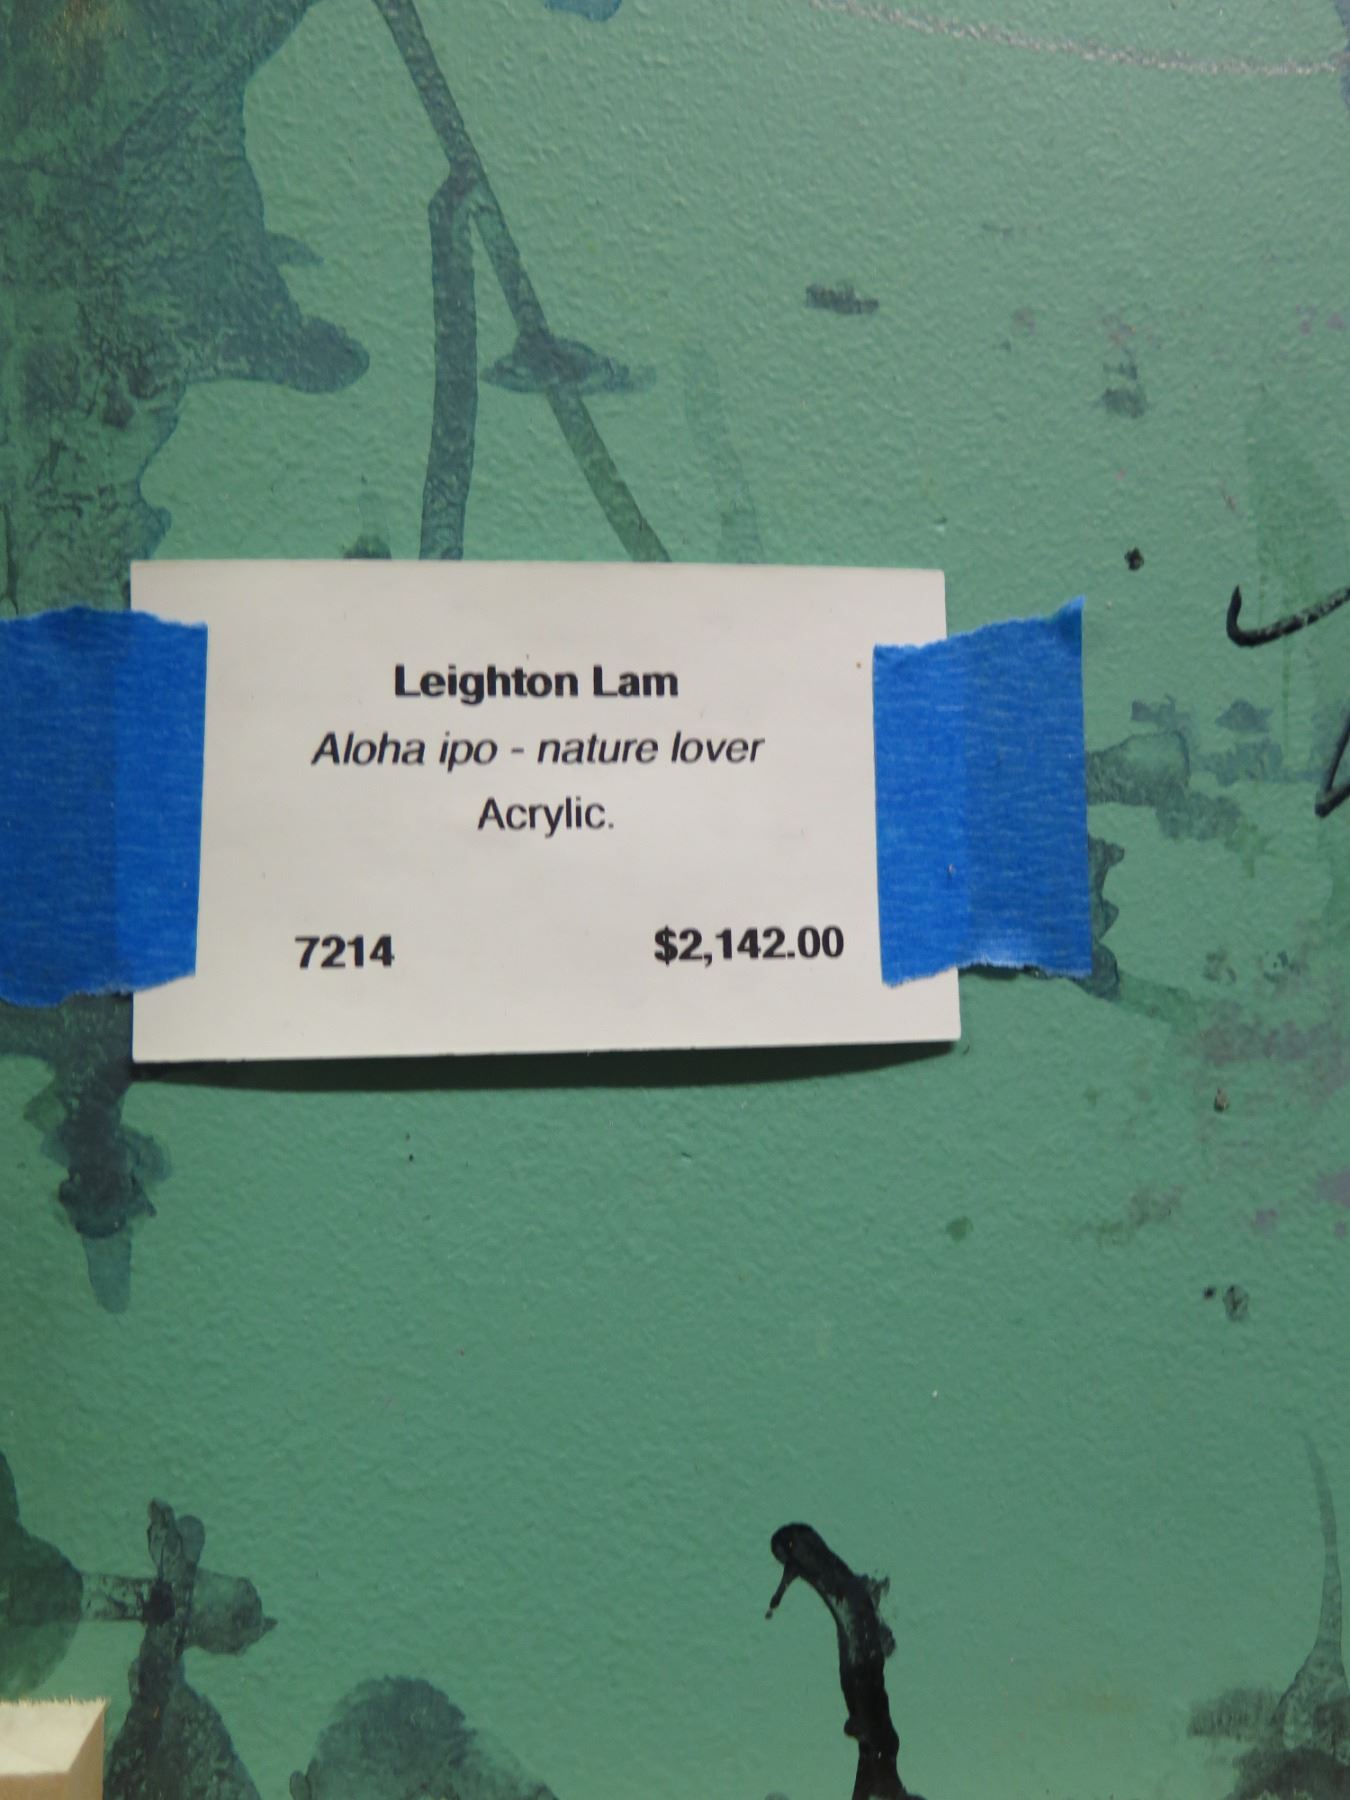 Leighton Lam
Aloha ipo - nature lover
Acrylic.
7214 $2,142.00